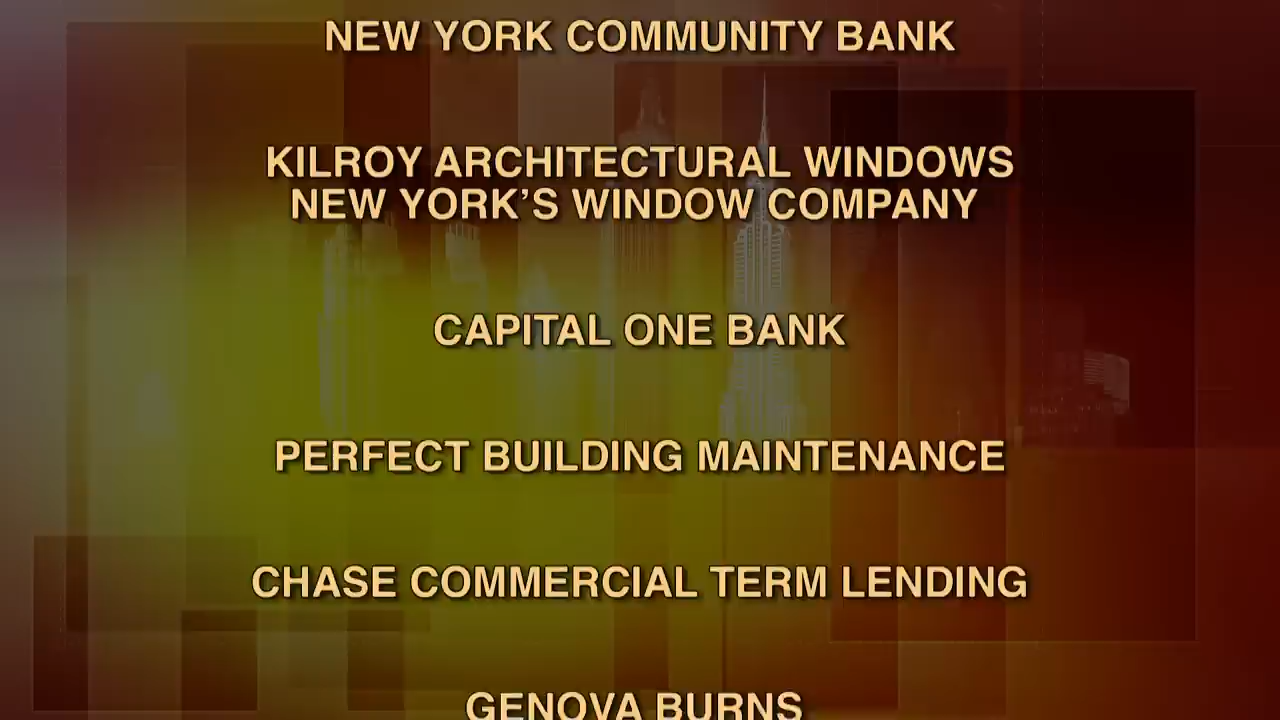 NEW YORK COMMUNITY BANK
KILROY ARCHITECTURAL WINDOWS
NEW YORK’S WINDOW COMPANY
CAPITAL ONE BANK
PERFECT BUILDING MAINTENANCE
CHASE COMMERCIAL TERM LENDING
GENOVA BURNS